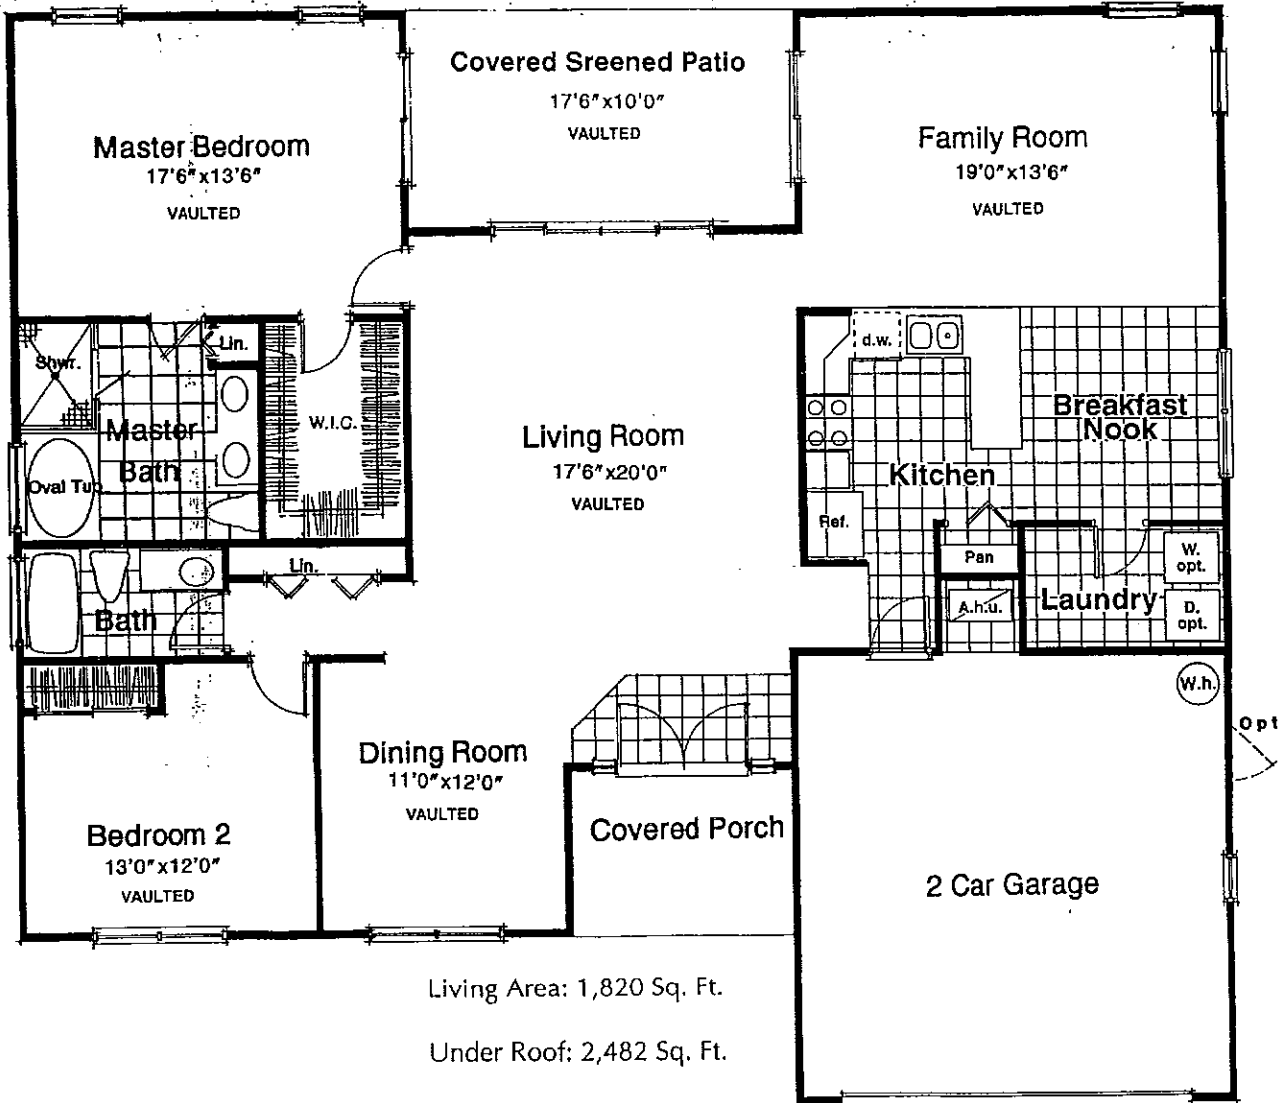 Covered Sreened Patio
17'6"x10'0"
VAULTED
Master Bedroom
17'6"x13'6"
VAULTED
Family Room
19'0"x13'6"
VAULTED
Shwr.
Lin.
d.w.
Master
Bath
W.I.C.
Oval Tu
Living Room
17'6"x20'0"
VAULTED
Breakfast
Nook
Kitchen
Ref.
Pan
W.
opt.
Lin.
Bath
A.h.u.
Laundry
D.
opt.
W.h.
Opt
Dining Room
11'0"x12'0"
VAULTED
Bedroom 2
13'0"x12'0"
VAULTED
Covered Porch
2 Car Garage
Living Area: 1,820 Sq. Ft.
Under Roof: 2,482 Sq. Ft.